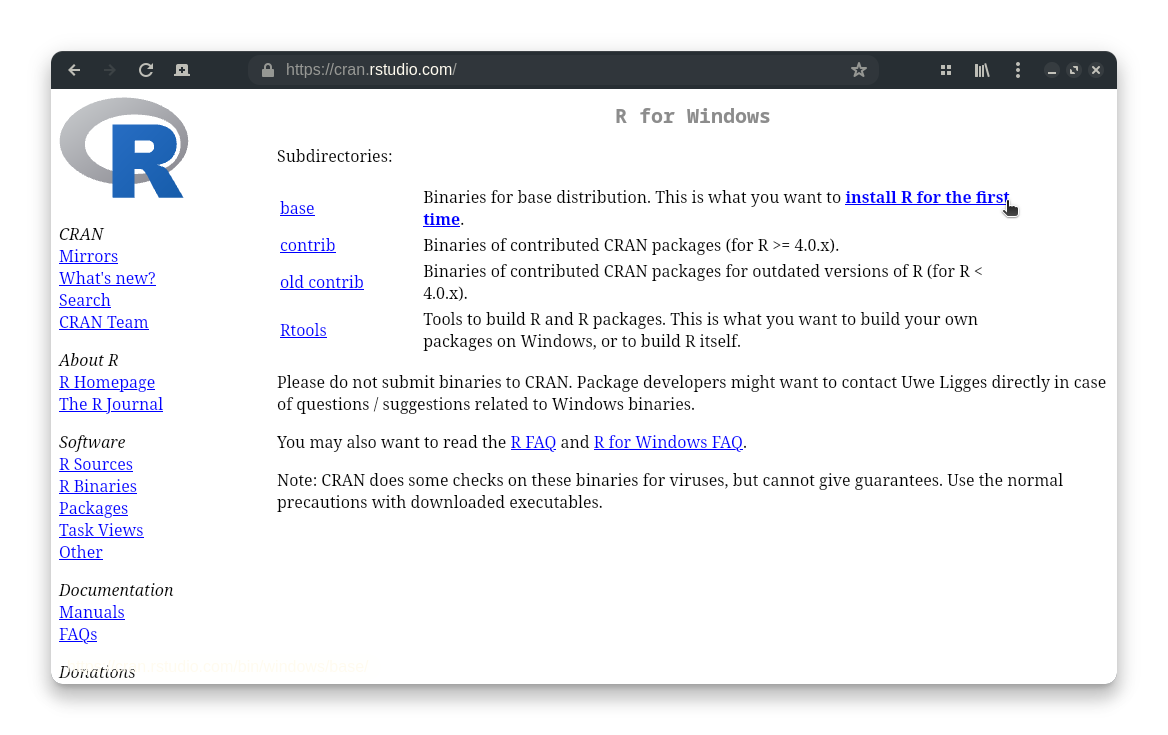 https://cran.rstudio.com/
R
R for Windows
Subdirectories:
base
Binaries for base distribution. This is what you want to install R for the first
time.
contrib
Binaries of contributed CRAN packages (for R >= 4.0.x).
old contrib
Binaries of contributed CRAN packages for outdated versions of R (for R <
4.0.x).
Rtools
Tools to build R and R packages. This is what you want to build your own
packages on Windows, or to build R itself.
Please do not submit binaries to CRAN. Package developers might want to contact Uwe Ligges directly in case
of questions / suggestions related to Windows binaries.
You may also want to read the R FAQ and R for Windows FAQ.
Note: CRAN does some checks on these binaries for viruses, but cannot give guarantees. Use the normal
precautions with downloaded executables.
CRAN
Mirrors
What's new?
Search
CRAN Team
About R
R Homepage
The R Journal
Software
R Sources
R Binaries
Packages
Task Views
Other
Documentation
Manuals
FAQs
Donations